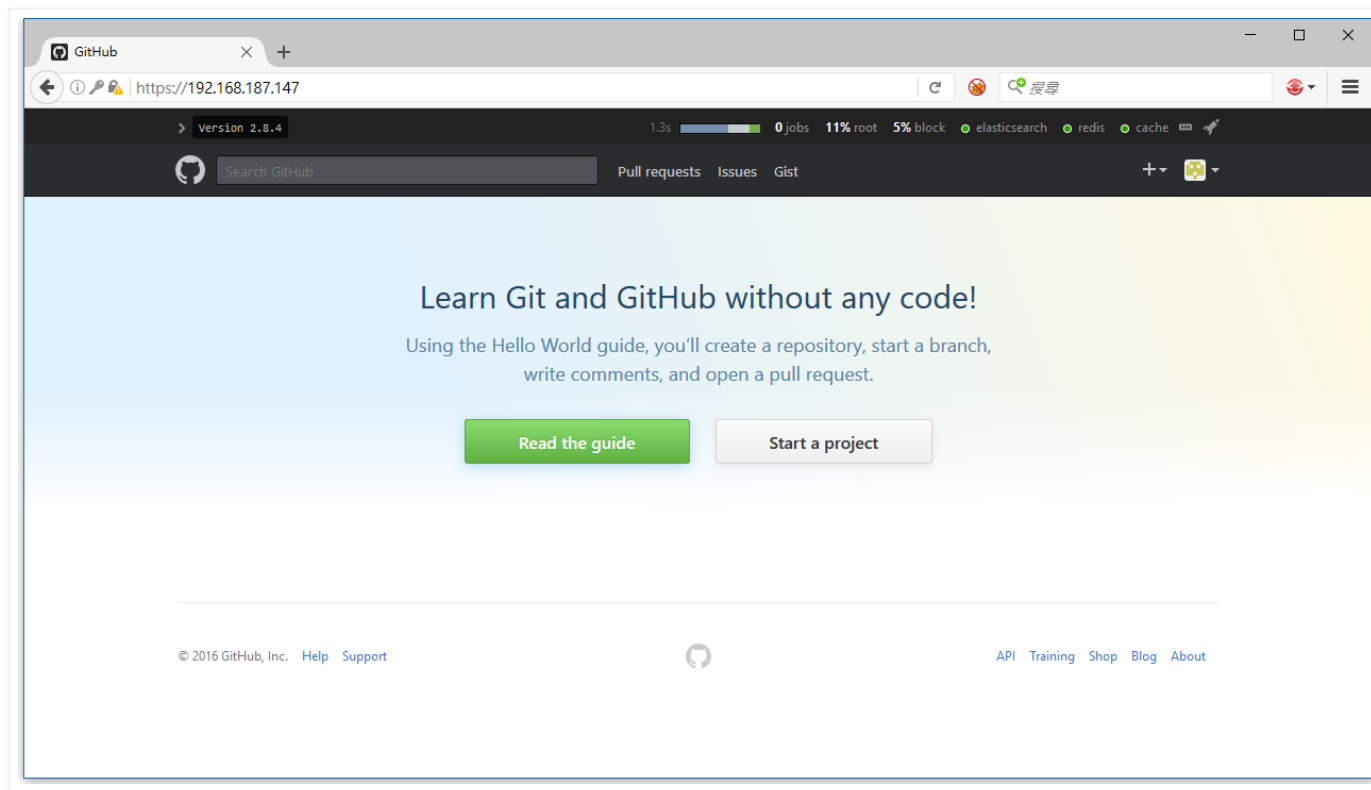 GitHub
https://192.168.187.147
搜尋
Version 2.8.4 1.3s 0 jobs 11% root 5% block elasticsearch redis cache
Search GitHub Pull requests Issues Gist
Learn Git and GitHub without any code!
Using the Hello World guide, you’ll create a repository, start a branch,
write comments, and open a pull request.
Read the guide Start a project
© 2016 GitHub, Inc. Help Support API Training Shop Blog About